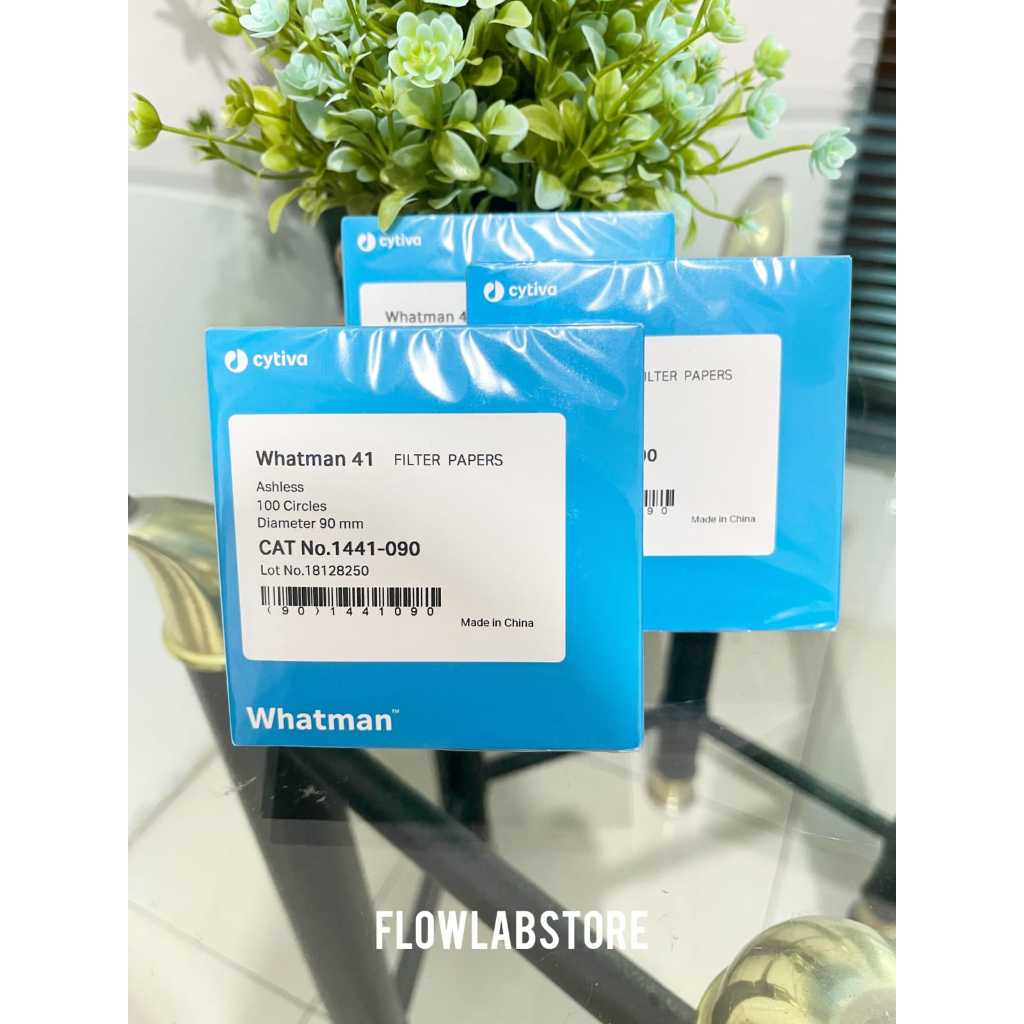 cytiva
Whatman 4
cytiva
ILTER PAPERS
00
90
Made in China
cytiva
Whatman 41 FILTER PAPERS
Ashless
100 Circles
Diameter 90 mm
CAT No.1441-090
Lot No.18128250
(90)1441090
Made in China
Whatman™
FLOWLABSTORE